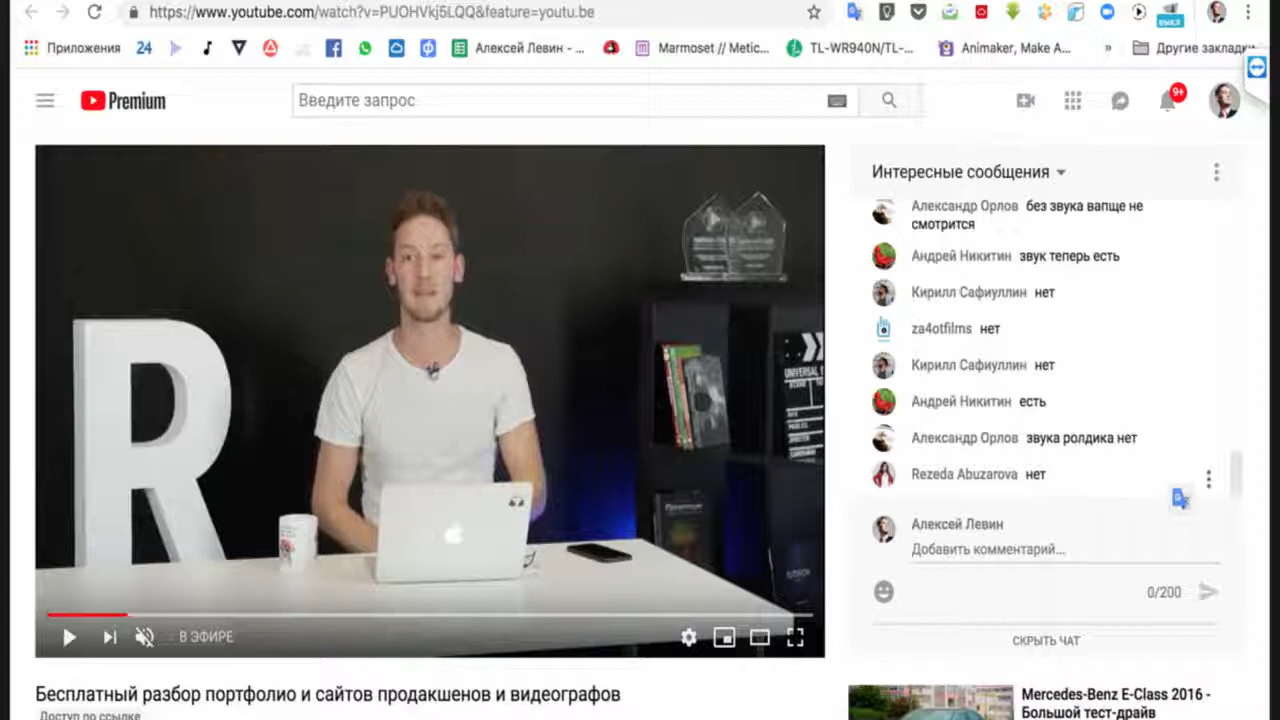 https://www.youtube.com/watch?v=PUOHVkj5LQQ&feature=youtu.be
выкл
Приложения
24
Алексей Левин - ...
Marmoset // Metic...
TL-WR940N/TL-...
Animaker, Make A...
»
Другие закладки
Premium
Введите запрос
9+
Интересные сообщения
Александр Орлов без звука вапще не
смотрится
Андрей Никитин звук теперь есть
Кирилл Сафиуллин нет
za4otfilms нет
Кирилл Сафиуллин нет
Андрей Никитин есть
Александр Орлов звука ролдика нет
Rezeda Abuzarova нет
Алексей Левин
Добавить комментарий...
0/200
СКРЫТЬ ЧАТ
R
UNIVERSAL
В ЭФИРЕ
Бесплатный разбор портфолио и сайтов продакшенов и видеографов
Доступ по ссылке
Mercedes-Benz E-Class 2016 -
Большой тест-драйв